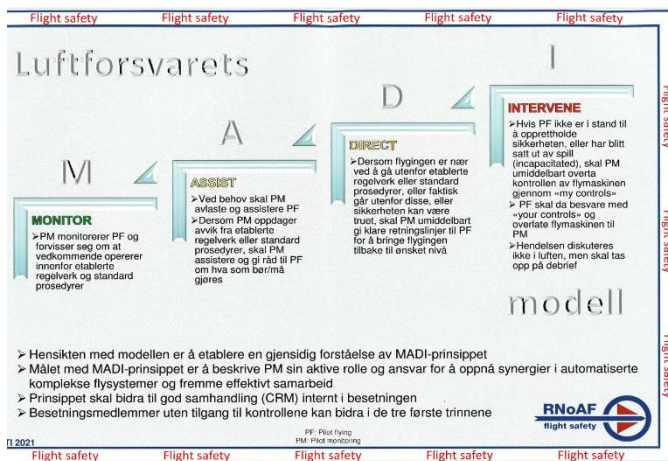 Flight safety Flight safety Flight safety Flight safety Flight safety
Luftforsvarets
M
MONITOR
➢PM monitorerer PF og
forvisser seg om at
vedkommende opererer
innenfor etablerte
regelverk og standard
prosedyrer
A
ASSIST
➢Ved behov skal PM
avlaste og assistere PF
➢Dersom PM oppdager
avvik fra etablerte
regelverk eller standard
prosedyrer, skal PM
assistere og gi råd til PF
om hva som bør/må
gjøres
D
DIRECT
➢Dersom flygingen er nær
ved å gå utenfor etablerte
regelverk eller standard
prosedyrer, eller faktisk
går utenfor disse, eller
sikkerheten kan være
truet, skal PM umiddelbart
gi klare retningslinjer til PF
for å bringe flygingen
tilbake til ønsket nivå
I
INTERVENE
➢Hvis PF ikke er i stand til
å opprettholde
sikkerheten, eller har blitt
satt ut av spill
(incapacitated), skal PM
umiddelbart overta
kontrollen av flymaskinen
gjennom «my controls»
➢ PF skal da besvare med
«your controls» og
overlate flymaskinen til
PM
➢Hendelsen diskuteres
ikke i luften, men skal tas
opp på debrief
modell
➢ Hensikten med modellen er å etablere en gjensidig forståelse av MADI-prinsippet
➢ Målet med MADI-prinsippet er å beskrive PM sin aktive rolle og ansvar for å oppnå synergier i automatiserte
komplekse flysystemer og fremme effektivt samarbeid
➢ Prinsippet skal bidra til god samhandling (CRM) internt i besetningen
➢ Besetningsmedlemmer uten tilgang til kontrollene kan bidra i de tre første trinnene
RNoAF
flight safety
PF: Pilot flying
PM: Pilot monitoring
TI 2021
Flight safety
Flight safety
Flight safety
Flight safety Flight safety Flight safety Flight safety Flight safety